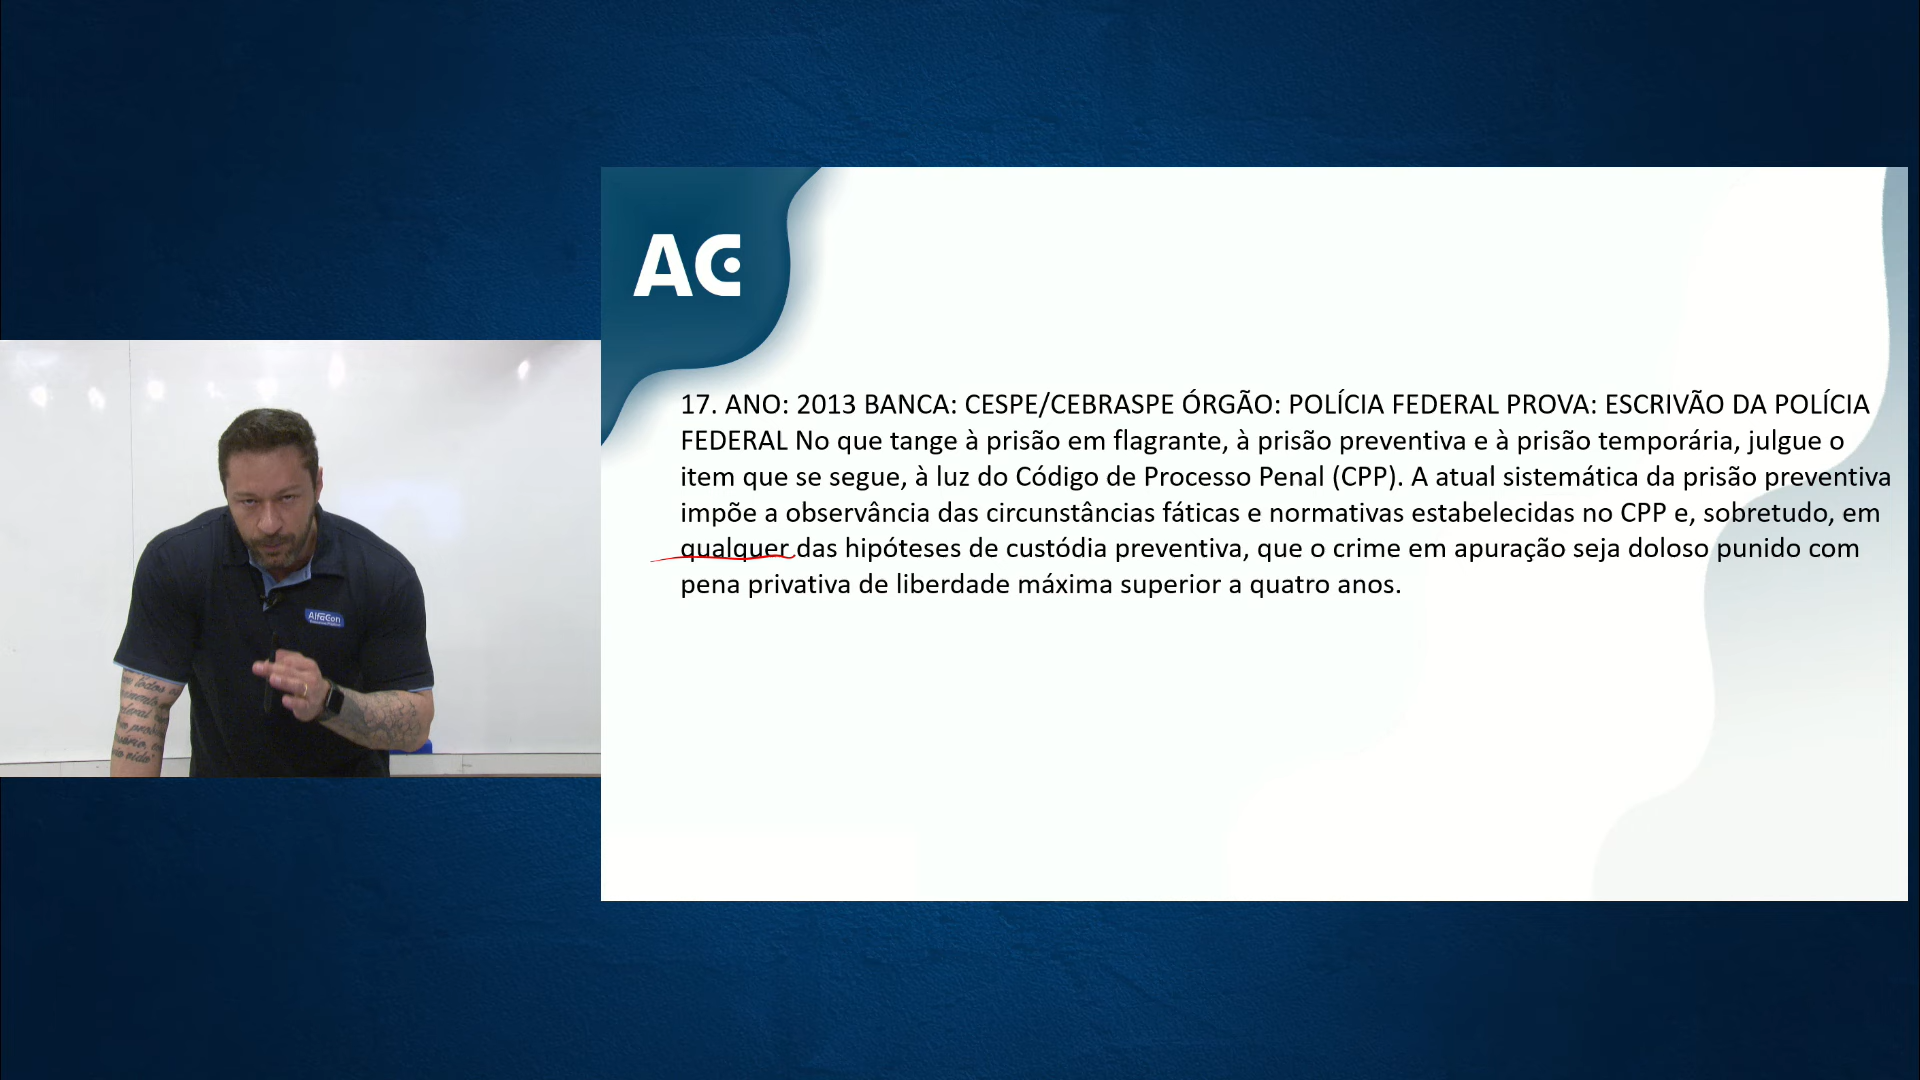 AC
17. ANO: 2013 BANCA: CESPE/CEBRASPE ÓRGÃO: POLÍCIA FEDERAL PROVA: ESCRIVÃO DA POLÍCIA
FEDERAL No que tange à prisão em flagrante, à prisão preventiva e à prisão temporária, julgue o
item que se segue, à luz do Código de Processo Penal (CPP). A atual sistemática da prisão preventiva
impõe a observância das circunstâncias fáticas e normativas estabelecidas no CPP e, sobretudo, em
qualquer das hipóteses de custódia preventiva, que o crime em apuração seja doloso punido com
pena privativa de liberdade máxima superior a quatro anos.
AlfaCon